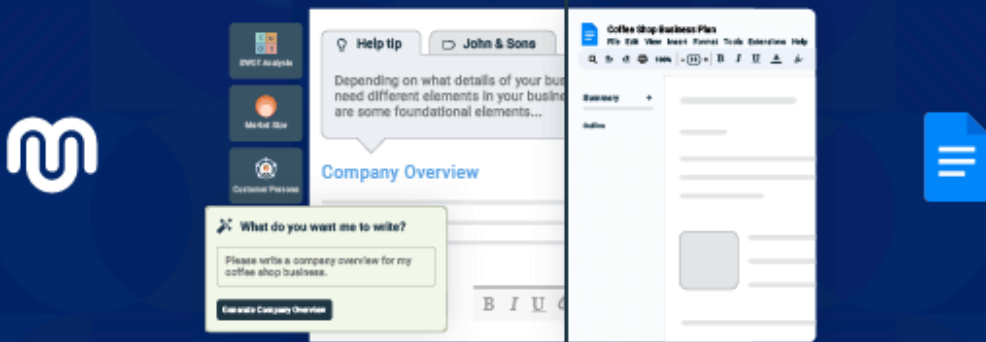 SWOT Analysis
Market Size
Customer Persona
Help tip
John & Sons
Depending on what details of your bus
need different elements in your busine
are some foundational elements...
Company Overview
What do you want me to write?
Please write a company overview for my
coffee shop business.
Generate Company Overview
B I U
Coffee Shop Business Plan
File Edit View Insert Format Tools Extensions Help
100% - + B I U A
Summary +
Outline